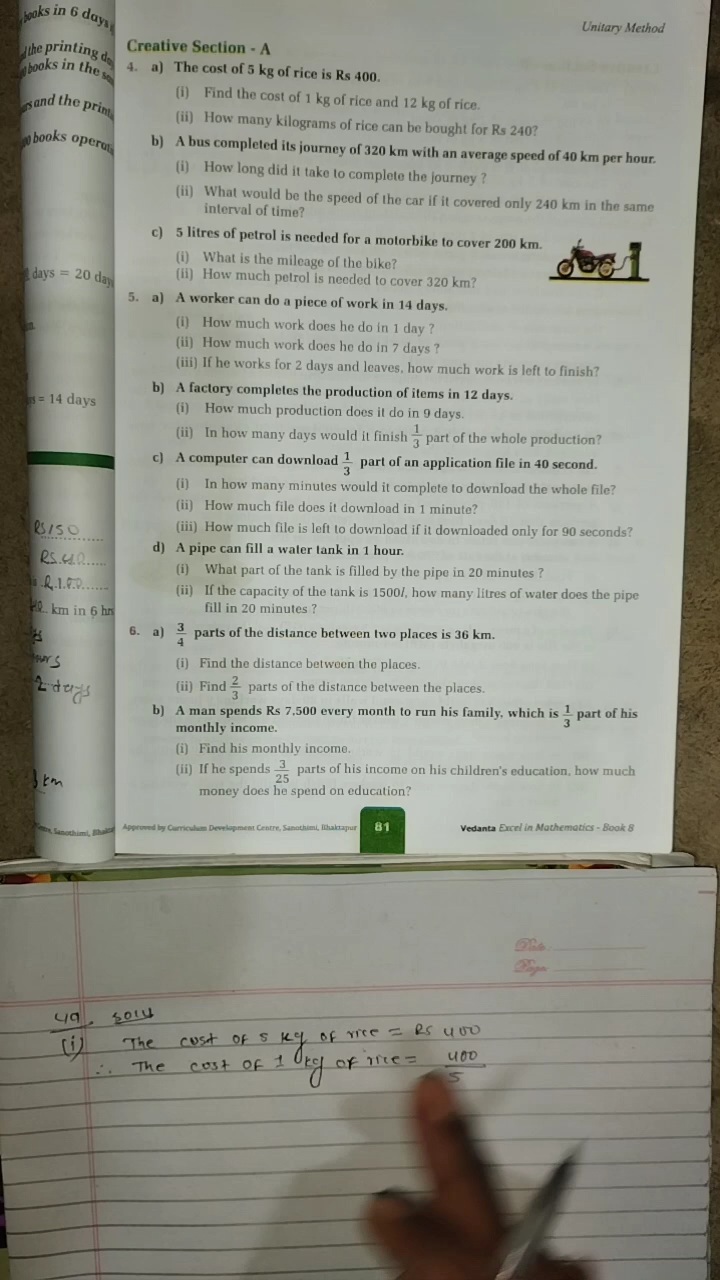 books in 6 days
the printing
books in the
and the print
books operat
days = 20 day
= 14 days
Rs 150
km in 6 hr
2 days
km
Unitary Method
Creative Section - A
4. a) The cost of 5 kg of rice is Rs 400.
(i) Find the cost of 1 kg of rice and 12 kg of rice.
(ii) How many kilograms of rice can be bought for Rs 240?
b) A bus completed its journey of 320 km with an average speed of 40 km per hour.
(i) How long did it take to complete the journey ?
(ii) What would be the speed of the car if it covered only 240 km in the same
interval of time?
c) 5 litres of petrol is needed for a motorbike to cover 200 km.
(i) What is the mileage of the bike?
(ii) How much petrol is needed to cover 320 km?
5. a) A worker can do a piece of work in 14 days.
(i) How much work does he do in 1 day ?
(ii) How much work does he do in 7 days ?
(iii) If he works for 2 days and leaves, how much work is left to finish?
b) A factory completes the production of items in 12 days.
(i) How much production does it do in 9 days.
(ii) In how many days would it finish 1/3 part of the whole production?
c) A computer can download 1/3 part of an application file in 40 second.
(i) In how many minutes would it complete to download the whole file?
(ii) How much file does it download in 1 minute?
(iii) How much file is left to download if it downloaded only for 90 seconds?
d) A pipe can fill a water tank in 1 hour.
(i) What part of the tank is filled by the pipe in 20 minutes ?
(ii) If the capacity of the tank is 1500l, how many litres of water does the pipe
fill in 20 minutes ?
6. a) 3/4 parts of the distance between two places is 36 km.
(i) Find the distance between the places.
(ii) Find 2/3 parts of the distance between the places.
b) A man spends Rs 7,500 every month to run his family, which is 1/3 part of his
monthly income.
(i) Find his monthly income.
(ii) If he spends 3/25 parts of his income on his children's education, how much
money does he spend on education?
Approved by Curriculum Development Centre, Sanothimi, Bhaktapur 81 Vedanta Excel in Mathematics - Book 8
Date
Page
4a. soln
(i) The cost of 5 kg of rice = Rs 400
∴ The cost of 1 kg of rice = 400/5